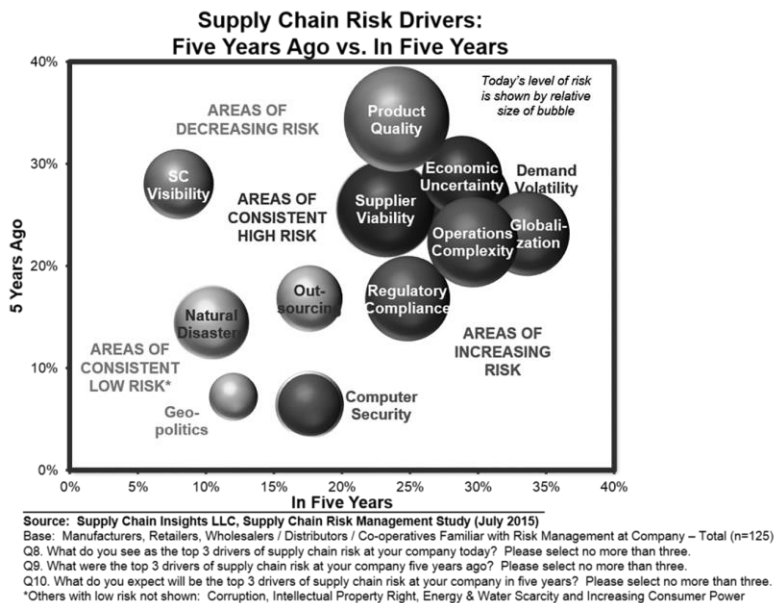 Supply Chain Risk Drivers:
Five Years Ago vs. In Five Years
40%
30%
20%
10%
0%
5 Years Ago
Today's level of risk
is shown by relative
size of bubble
AREAS OF
DECREASING RISK
Product
Quality
SC
Visibility
Economic
Uncertainty
Demand
Volatility
AREAS OF
CONSISTENT
HIGH RISK
Supplier
Viability
Operations
Complexity
Globali-
zation
Out-
sourcing
Regulatory
Compliance
Natural
Disasters
AREAS OF
INCREASING
RISK
AREAS OF
CONSISTENT
LOW RISK*
Geo-
politics
Computer
Security
0%
5%
10%
15%
20%
25%
30%
35%
40%
In Five Years
Source: Supply Chain Insights LLC, Supply Chain Risk Management Study (July 2015)
Base: Manufacturers, Retailers, Wholesalers / Distributors / Co-operatives Familiar with Risk Management at Company – Total (n=125)
Q8. What do you see as the top 3 drivers of supply chain risk at your company today? Please select no more than three.
Q9. What were the top 3 drivers of supply chain risk at your company five years ago? Please select no more than three.
Q10. What do you expect will be the top 3 drivers of supply chain risk at your company in five years? Please select no more than three.
*Others with low risk not shown: Corruption, Intellectual Property Right, Energy & Water Scarcity and Increasing Consumer Power